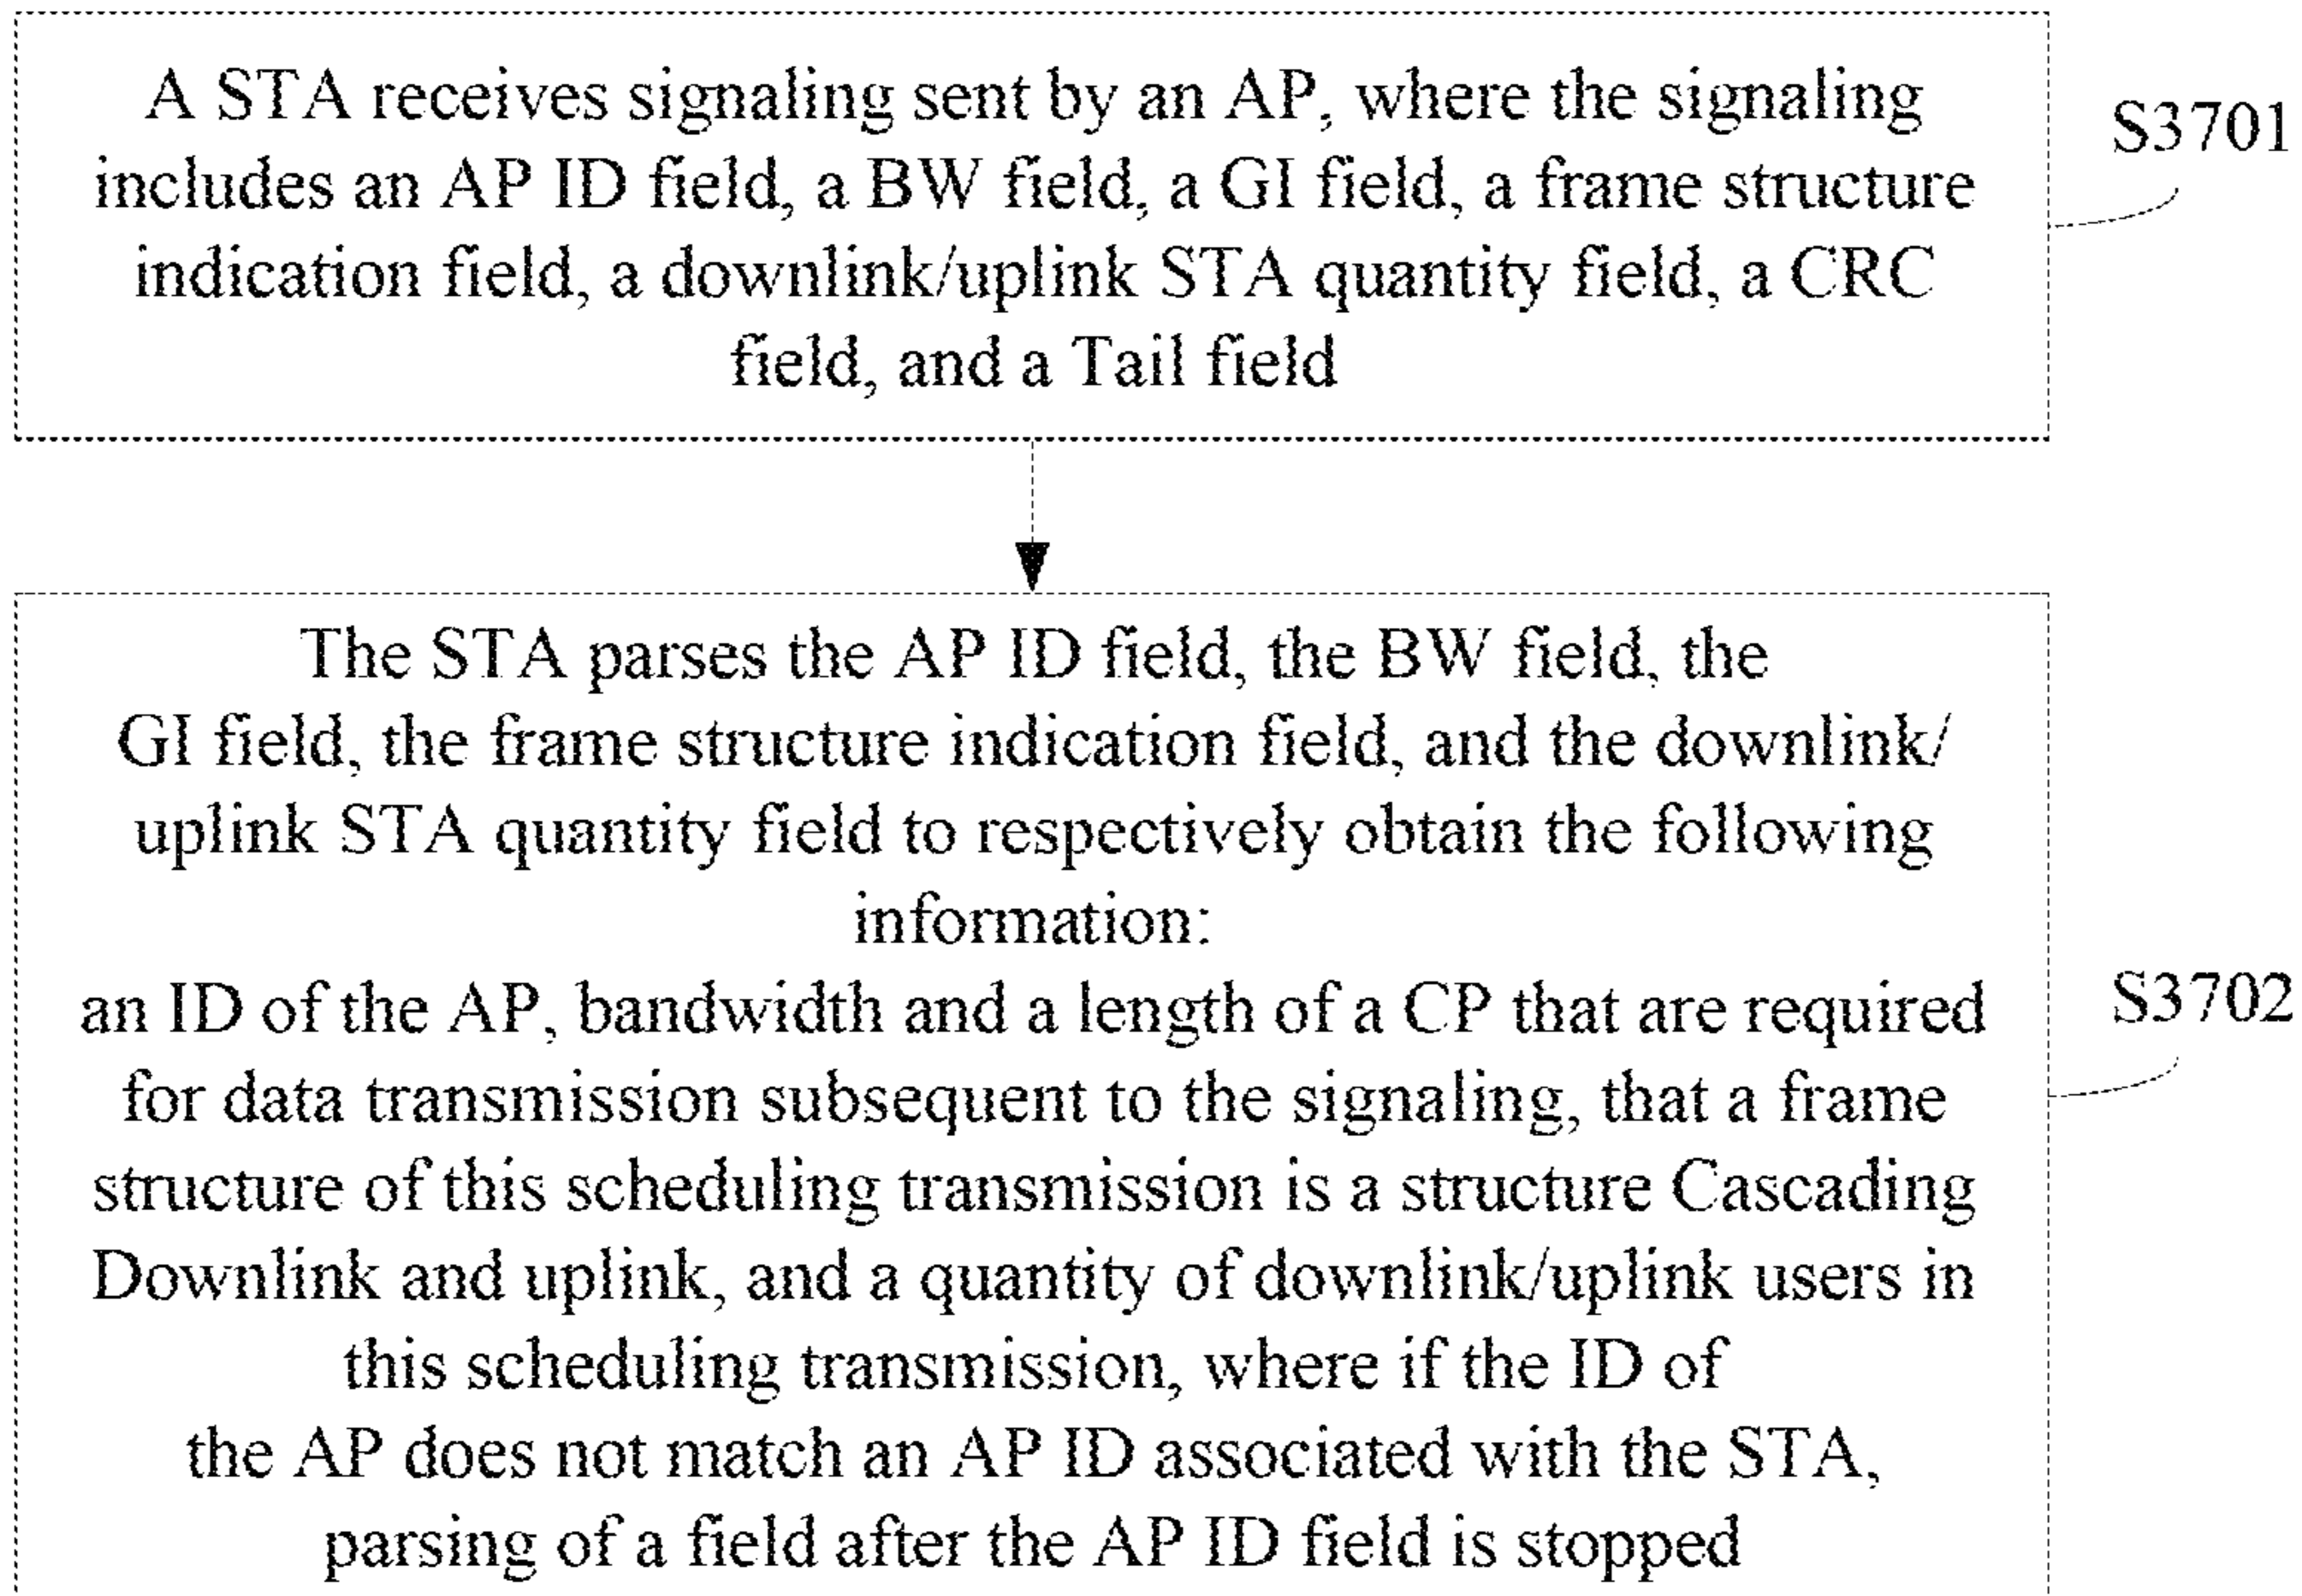 A STA receives signaling sent by an AP, where the signaling
includes an AP ID field, a BW field, a GI field, a frame structure
indication field, a downlink/uplink STA quantity field, a CRC
field, and a Tail field
S3701
The STA parses the AP ID field, the BW field, the
GI field, the frame structure indication field, and the downlink/
uplink STA quantity field to respectively obtain the following
information:
an ID of the AP, bandwidth and a length of a CP that are required
for data transmission subsequent to the signaling, that a frame
structure of this scheduling transmission is a structure Cascading
Downlink and uplink, and a quantity of downlink/uplink users in
this scheduling transmission, where if the ID of
the AP does not match an AP ID associated with the STA,
parsing of a field after the AP ID field is stopped
S3702